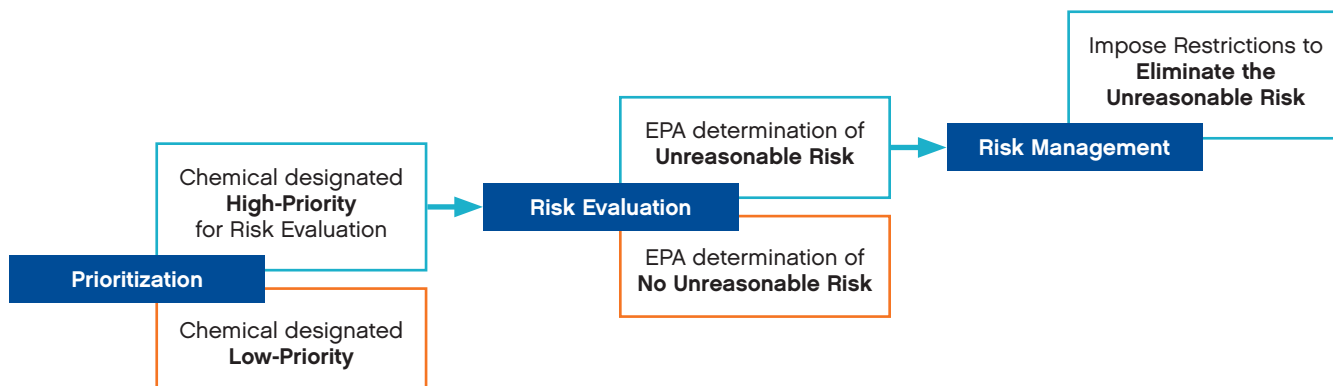 Prioritization
Chemical designated
High-Priority
for Risk Evaluation
Chemical designated
Low-Priority
Risk Evaluation
EPA determination of
Unreasonable Risk
EPA determination of
No Unreasonable Risk
Risk Management
Impose Restrictions to
Eliminate the
Unreasonable Risk